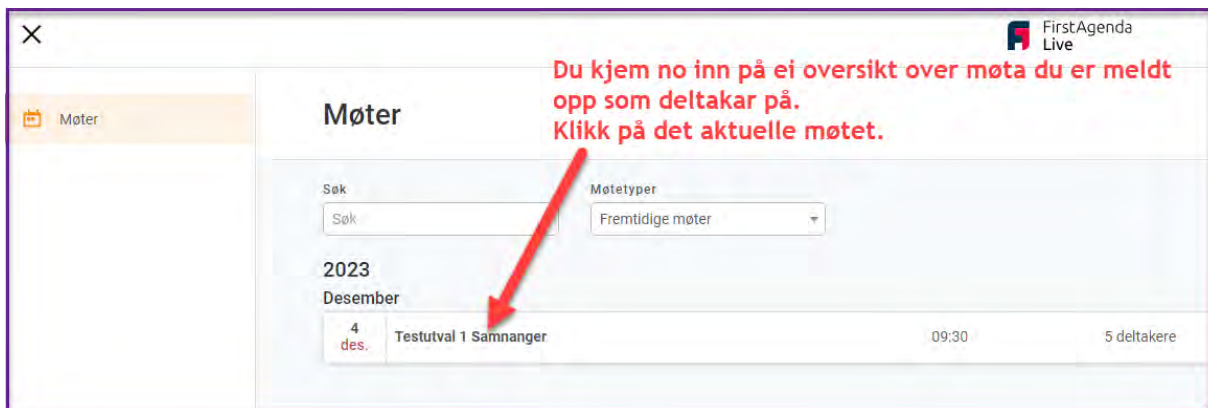 FirstAgenda
Live
Du kjem no inn på ei oversikt over møta du er meldt
opp som deltakar på.
Klikk på det aktuelle møtet.
Møter
Møter
Søk
Møtetyper
Søk
Fremtidige møter
2023
Desember
4
des.
Testutval 1 Samnanger
09:30
5 deltakere